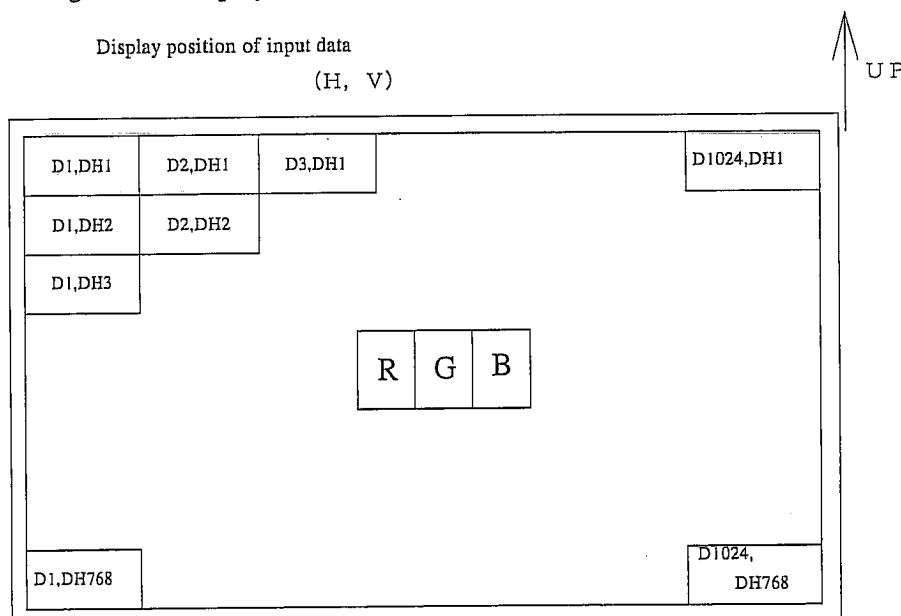 Display position of input data
(H, V)
UP
D1,DH1 D2,DH1 D3,DH1 D1024,DH1
D1,DH2 D2,DH2
D1,DH3
R G B
D1,DH768 D1024,
DH768